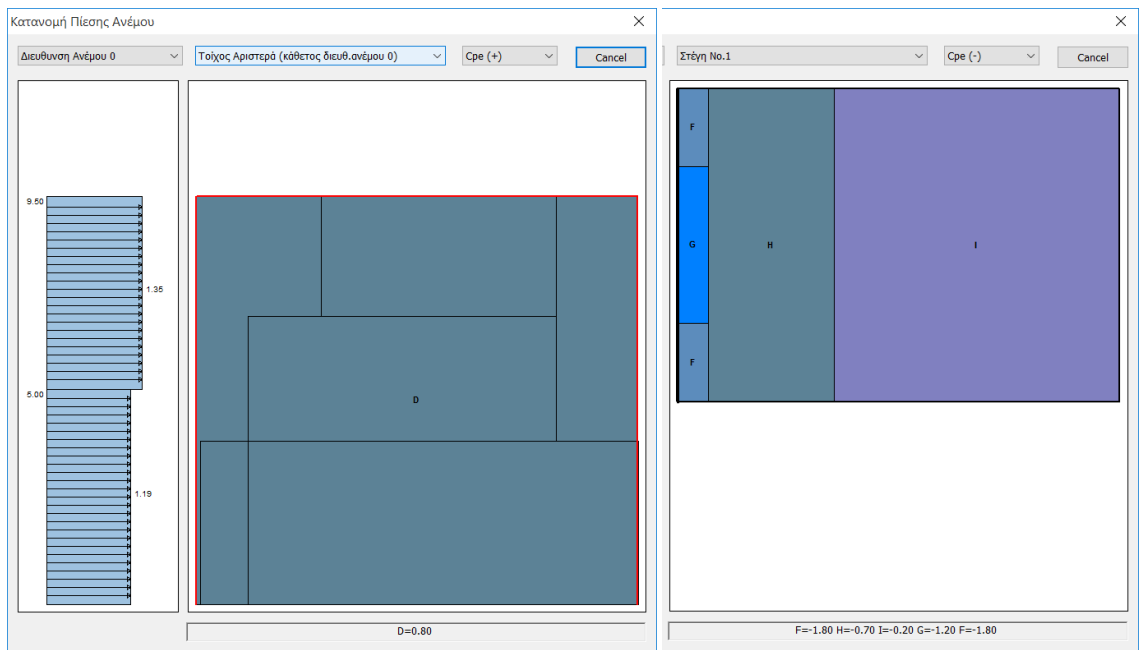 Κατανομή Πίεσης Ανέμου
Διευθυνση Ανέμου 0
Τοίχος Αριστερά (κάθετος διευθ.ανέμου 0)
Cpe (+)
Cancel
9.50
1.35
5.00
1.19
D
D=0.80
Στέγη No.1
Cpe (-)
Cancel
F
G
H
I
F
F=-1.80 H=-0.70 I=-0.20 G=-1.20 F=-1.80